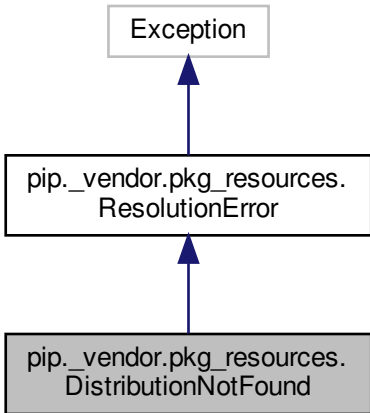 Exception
pip._vendor.pkg_resources.
ResolutionError
pip._vendor.pkg_resources.
DistributionNotFound